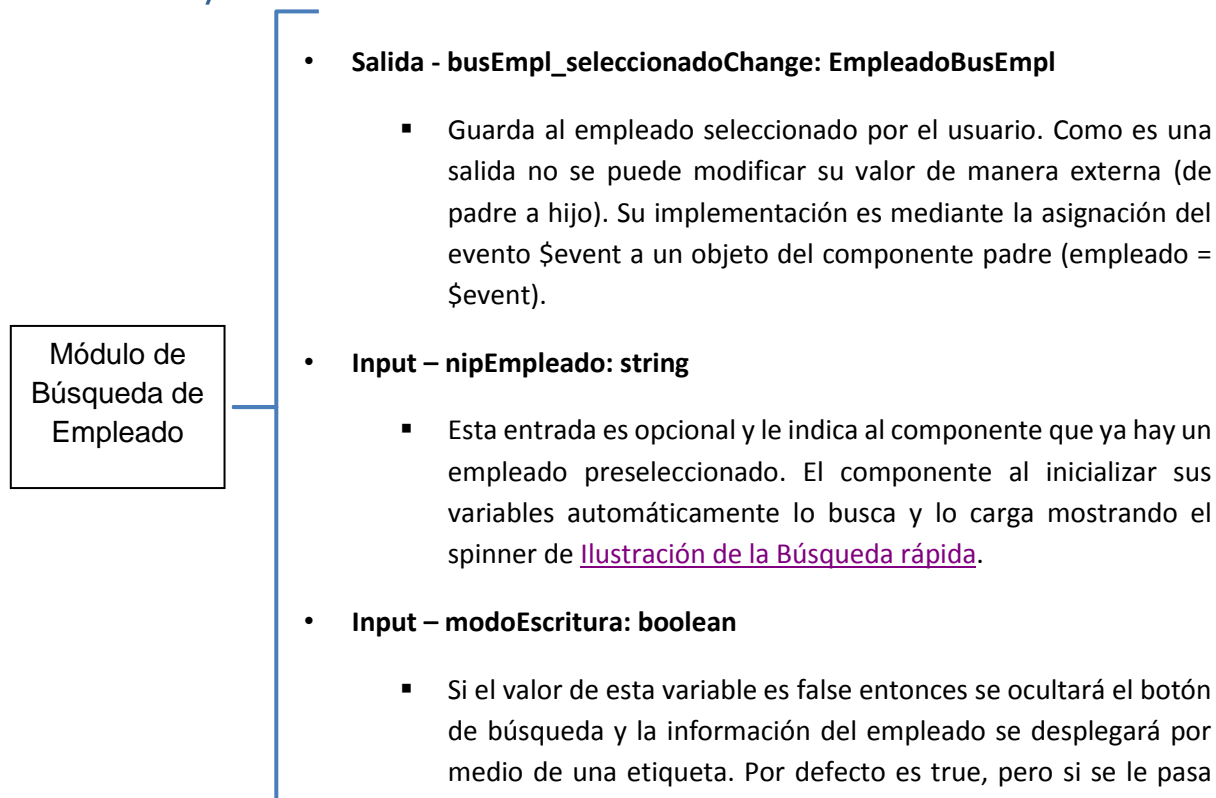 • Salida - busEmpl_seleccionadoChange: EmpleadoBusEmpl
▪ Guarda al empleado seleccionado por el usuario. Como es una
salida no se puede modificar su valor de manera externa (de
padre a hijo). Su implementación es mediante la asignación del
evento $event a un objeto del componente padre (empleado =
$event).
Módulo de
Búsqueda de
Empleado
• Input – nipEmpleado: string
▪ Esta entrada es opcional y le indica al componente que ya hay un
empleado preseleccionado. El componente al inicializar sus
variables automáticamente lo busca y lo carga mostrando el
spinner de Ilustración de la Búsqueda rápida.
• Input – modoEscritura: boolean
▪ Si el valor de esta variable es false entonces se ocultará el botón
de búsqueda y la información del empleado se desplegará por
medio de una etiqueta. Por defecto es true, pero si se le pasa